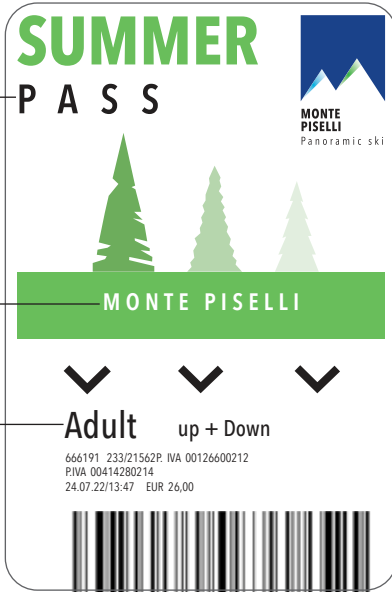 SUMMER
PASS
MONTE
PISELLI
Panoramic ski
MONTE PISELLI
Adult up + Down
666191 233/21562P. IVA 00126600212
P.IVA 00414280214
24.07.22/13:47 EUR 26,00